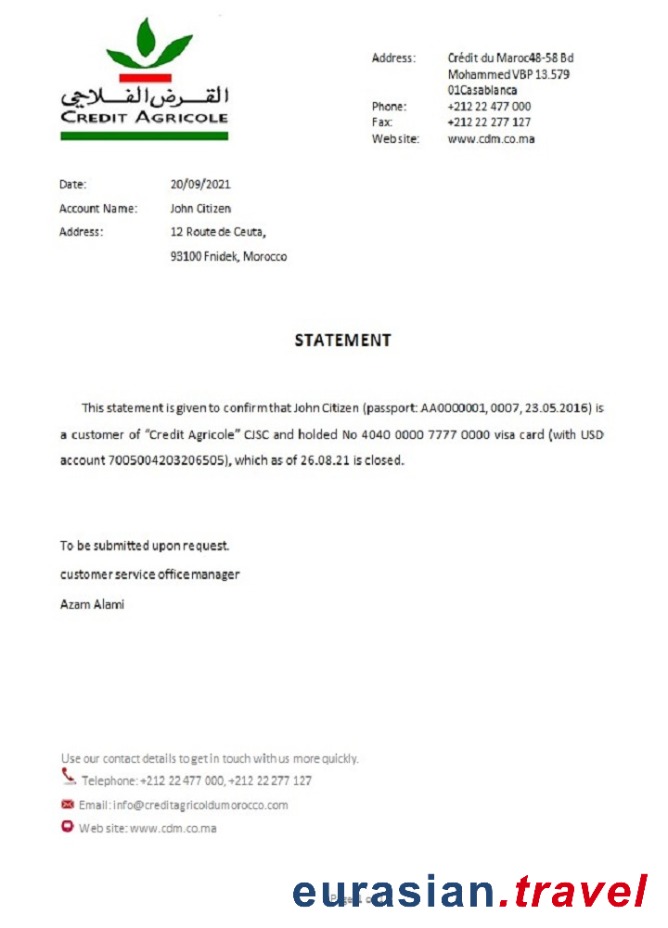 القرض الفلاحي
CREDIT AGRICOLE
Address: Crédit du Maroc48-58 Bd
Mohammed VBP 13.579
01Casablanca
Phone: +212 22 477 000
Fax: +212 22 277 127
Web site: www.cdm.co.ma
Date: 20/09/2021
Account Name: John Citizen
Address: 12 Route de Ceuta,
93100 Fnidek, Morocco
STATEMENT
This statement is given to confirm that John Citizen (passport: AA0000001, 0007, 23.05.2016) is
a customer of “Credit Agricole” CJSC and holded No 4040 0000 7777 0000 visa card (with USD
account 7005004203206505), which as of 26.08.21 is closed.
To be submitted upon request.
customer service office manager
Azam Alami
Use our contact details to get in touch with us more quickly.
Telephone: +212 22 477 000, +212 22 277 127
Email: info@creditagricoldumorocco.com
Web site: www.cdm.co.ma
eurasian.travel